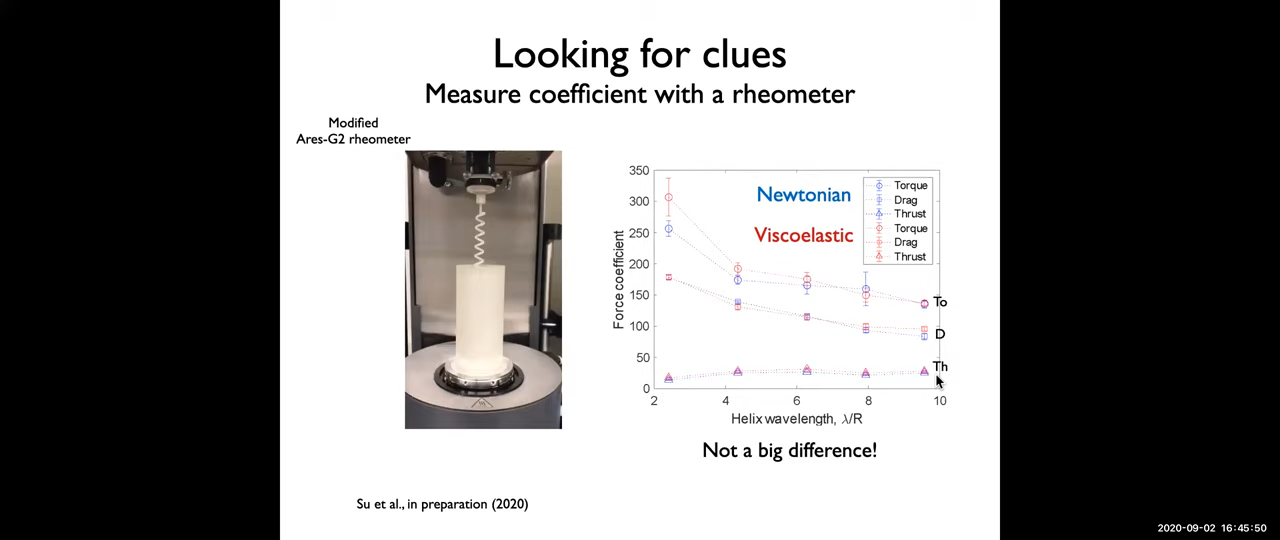 Looking for clues
Measure coefficient with a rheometer
Modified
Ares-G2 rheometer
350
300
250
200
150
100
50
0
Force coefficient
2
4
6
8
10
Helix wavelength, λ/R
Newtonian
Viscoelastic
Torque
Drag
Thrust
Torque
Drag
Thrust
To
D
Th
Not a big difference!
Su et al., in preparation (2020)
2020-09-02 16:45:50